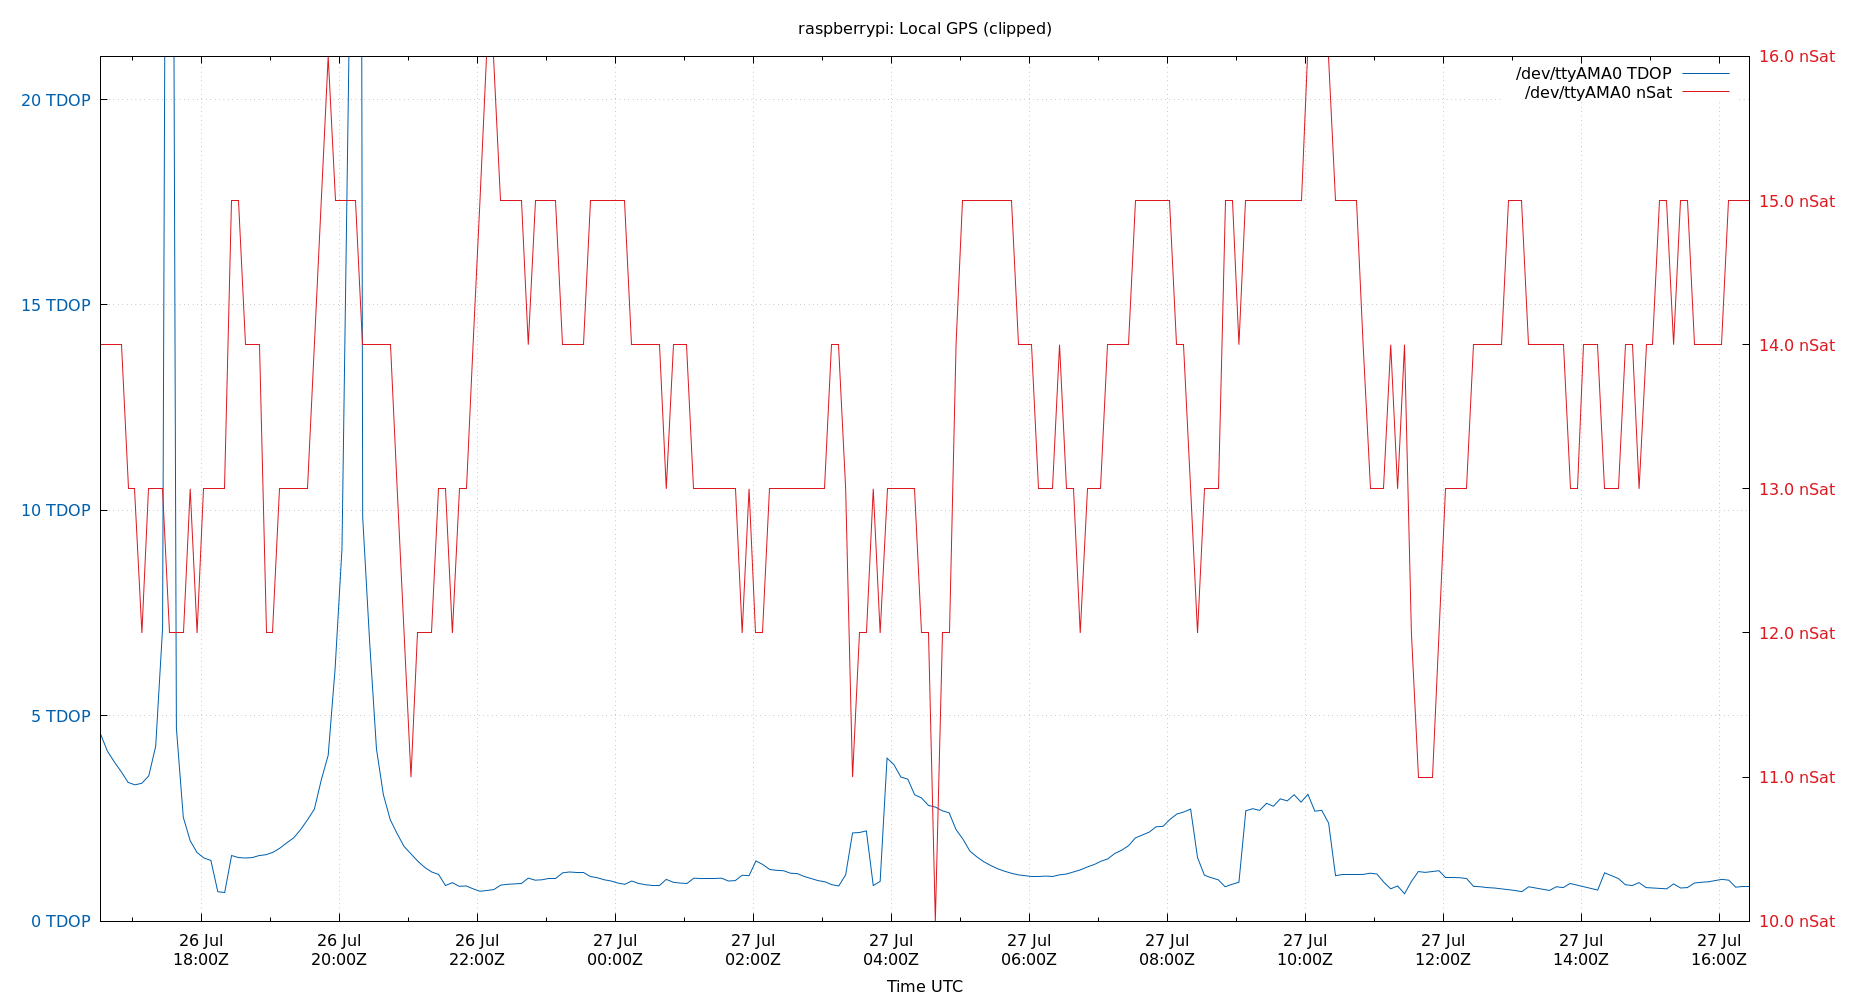 raspberrypi: Local GPS (clipped)
/dev/ttyAMA0 TDOP
/dev/ttyAMA0 nSat
20 TDOP
15 TDOP
10 TDOP
5 TDOP
0 TDOP
16.0 nSat
15.0 nSat
14.0 nSat
13.0 nSat
12.0 nSat
11.0 nSat
10.0 nSat
26 Jul
18:00Z
26 Jul
20:00Z
26 Jul
22:00Z
27 Jul
00:00Z
27 Jul
02:00Z
27 Jul
04:00Z
27 Jul
06:00Z
27 Jul
08:00Z
27 Jul
10:00Z
27 Jul
12:00Z
27 Jul
14:00Z
27 Jul
16:00Z
Time UTC